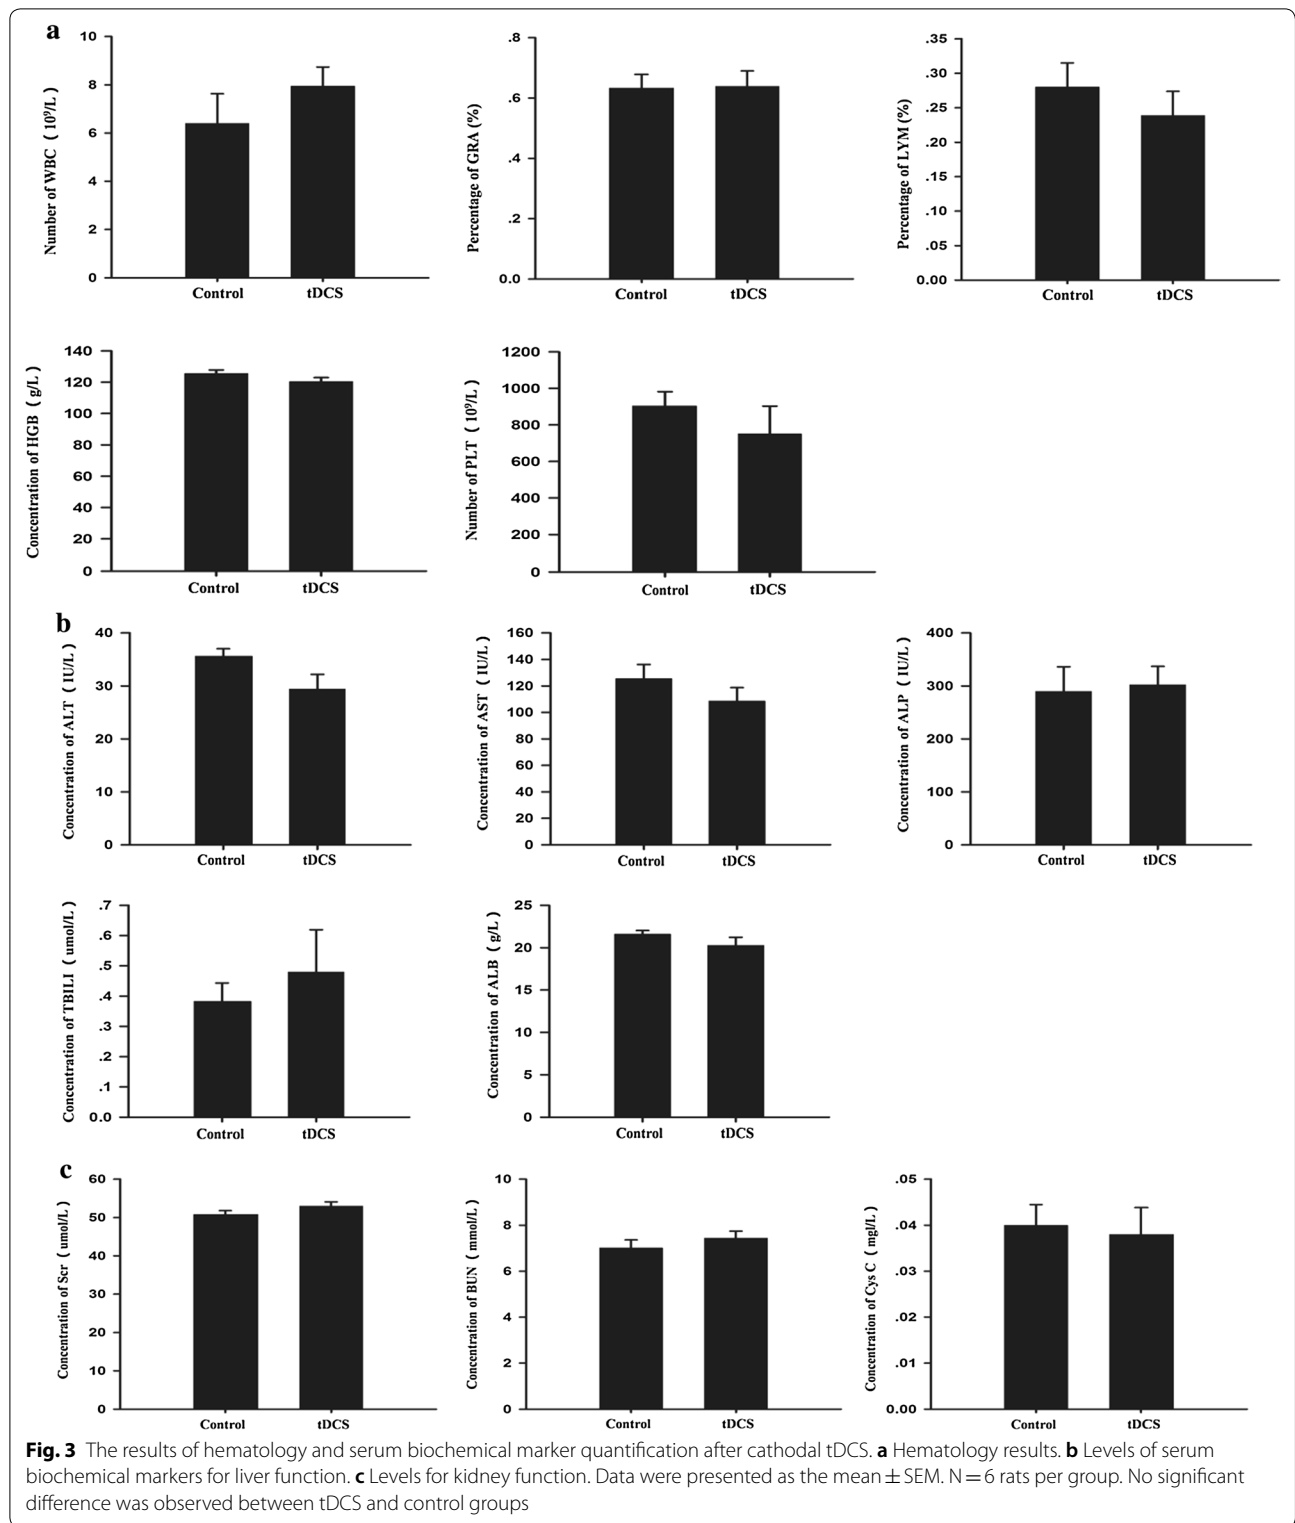 a
10
8
6
4
2
0
Number of WBC ( 10⁹/L )
Control tDCS
.8
.6
.4
.2
0.0
Percentage of GRA (%)
Control tDCS
.35
.30
.25
.20
.15
.10
.05
0.00
Percentage of LYM (%)
Control tDCS
140
120
100
80
60
40
20
0
Concentration of HGB ( g/L )
Control tDCS
1200
1000
800
600
400
200
0
Number of PLT ( 10⁹/L )
Control tDCS
b
40
30
20
10
0
Concentration of ALT ( IU/L )
Control tDCS
160
140
120
100
80
60
40
20
0
Concentration of AST ( IU/L )
Control tDCS
400
300
200
100
0
Concentration of ALP ( IU/L )
Control tDCS
.7
.6
.5
.4
.3
.2
.1
0.0
Concentration of TBILI ( umol/L )
Control tDCS
25
20
15
10
5
0
Concentration of ALB ( g/L )
Control tDCS
c
60
50
40
30
20
10
0
Concentration of Scr ( umol/L )
Control tDCS
10
8
6
4
2
0
Concentration of BUN ( mmol/L )
Control tDCS
.05
.04
.03
.02
.01
0.00
Concentration of Cys C ( mgl/L )
Control tDCS
Fig. 3 The results of hematology and serum biochemical marker quantification after cathodal tDCS. a Hematology results. b Levels of serum
biochemical markers for liver function. c Levels for kidney function. Data were presented as the mean ± SEM. N = 6 rats per group. No significant
difference was observed between tDCS and control groups